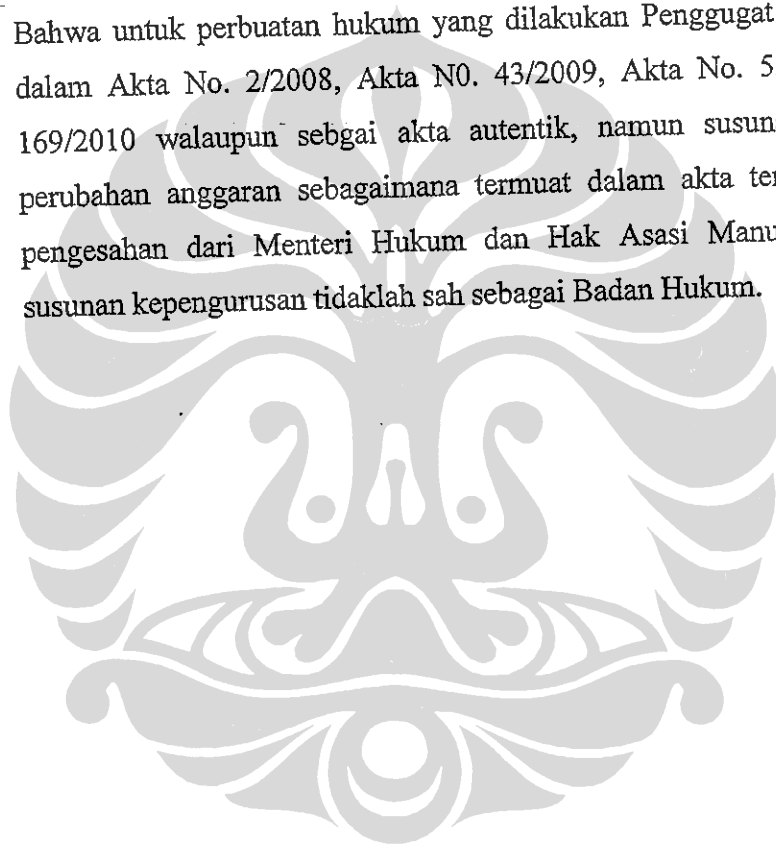 Bahwa untuk perbuatan hukum yang dilakukan Penggugat
dalam Akta No. 2/2008, Akta N0. 43/2009, Akta No. 5
169/2010 walaupun sebgai akta autentik, namun susun
perubahan anggaran sebagaimana termuat dalam akta ter
pengesahan dari Menteri Hukum dan Hak Asasi Manu
susunan kepengurusan tidaklah sah sebagai Badan Hukum.